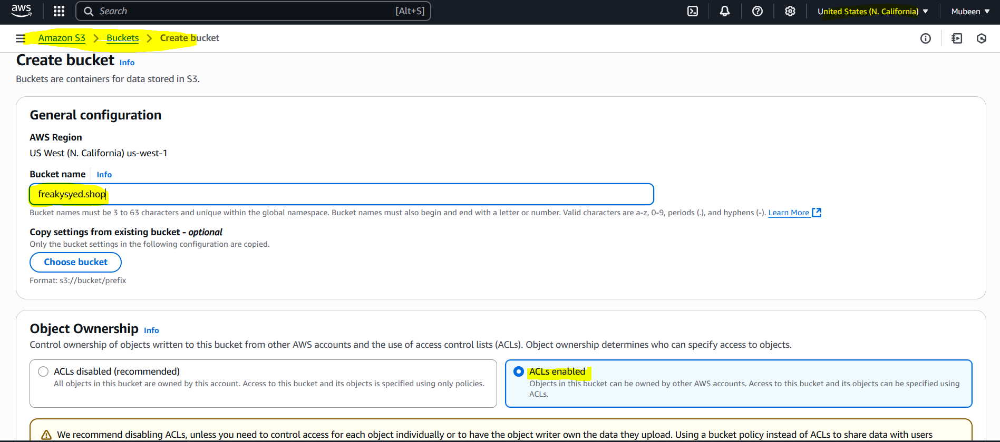 aws
Search [Alt+S]
United States (N. California)
Mubeen
Amazon S3 > Buckets > Create bucket
Create bucket Info
Buckets are containers for data stored in S3.
General configuration
AWS Region
US West (N. California) us-west-1
Bucket name Info
freakysyed.shop
Bucket names must be 3 to 63 characters and unique within the global namespace. Bucket names must also begin and end with a letter or number. Valid characters are a-z, 0-9, periods (.), and hyphens (-). Learn More
Copy settings from existing bucket - optional
Only the bucket settings in the following configuration are copied.
Choose bucket
Format: s3://bucket/prefix
Object Ownership Info
Control ownership of objects written to this bucket from other AWS accounts and the use of access control lists (ACLs). Object ownership determines who can specify access to objects.
ACLs disabled (recommended)
All objects in this bucket are owned by this account. Access to this bucket and its objects is specified using only policies.
ACLs enabled
Objects in this bucket can be owned by other AWS accounts. Access to this bucket and its objects can be specified using
ACLs.
We recommend disabling ACLs, unless you need to control access for each object individually or to have the object writer own the data they upload. Using a bucket policy instead of ACLs to share data with users